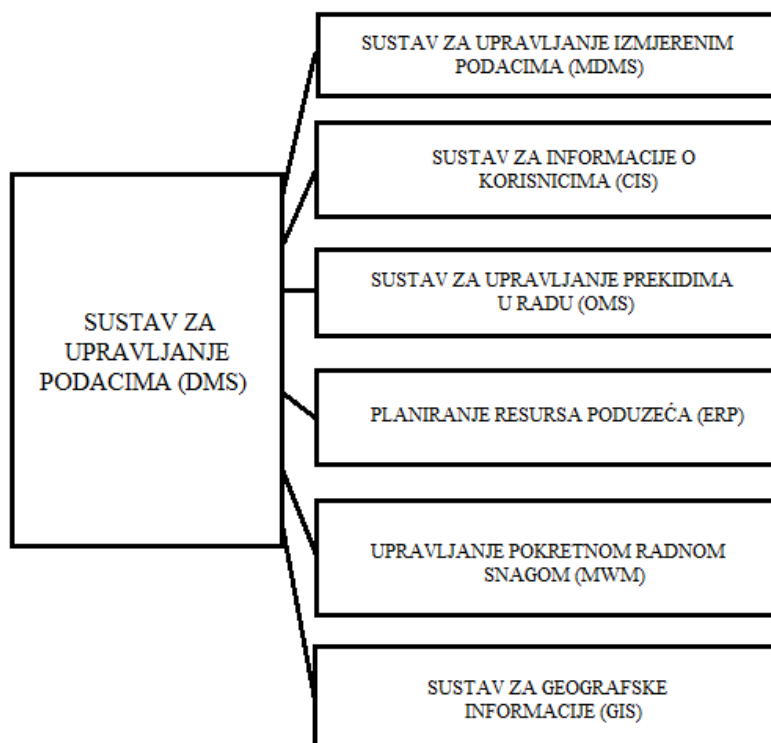 SUSTAV ZA UPRAVLJANJE IZMJERENIM
PODACIMA (MDMS)
SUSTAV ZA INFORMACIJE O
KORISNICIMA (CIS)
SUSTAV ZA UPRAVLJANJE PREKIDIMA
U RADU (OMS)
SUSTAV ZA
UPRAVLJANJE
PODACIMA (DMS)
PLANIRANJE RESURSA PODUZEĆA (ERP)
UPRAVLJANJE POKRETNOM RADNOM
SNAGOM (MWM)
SUSTAV ZA GEOGRAFSKE
INFORMACIJE (GIS)